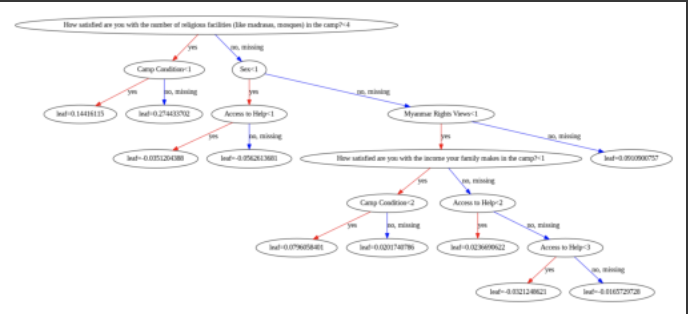 How satisfied are you with the number of religious facilities (like madrasas, mosques) in the camp?<4
yes
no, missing
Camp Condition<1
Sex<1
yes
no, missing
yes
no, missing
leaf=0.14416115
leaf=0.274433702
Access to Help<1
Myanmar Rights Views<1
yes
no, missing
yes
no, missing
leaf=-0.0351204388
leaf=-0.0562613681
How satisfied are you with the income your family makes in the camp?<1
leaf=0.0910900757
yes
no, missing
Camp Condition<2
Access to Help<2
yes
no, missing
yes
no, missing
leaf=0.0796058401
leaf=0.0201740786
leaf=0.0236690622
Access to Help<3
yes
no, missing
leaf=-0.0321248621
leaf=-0.0165729728